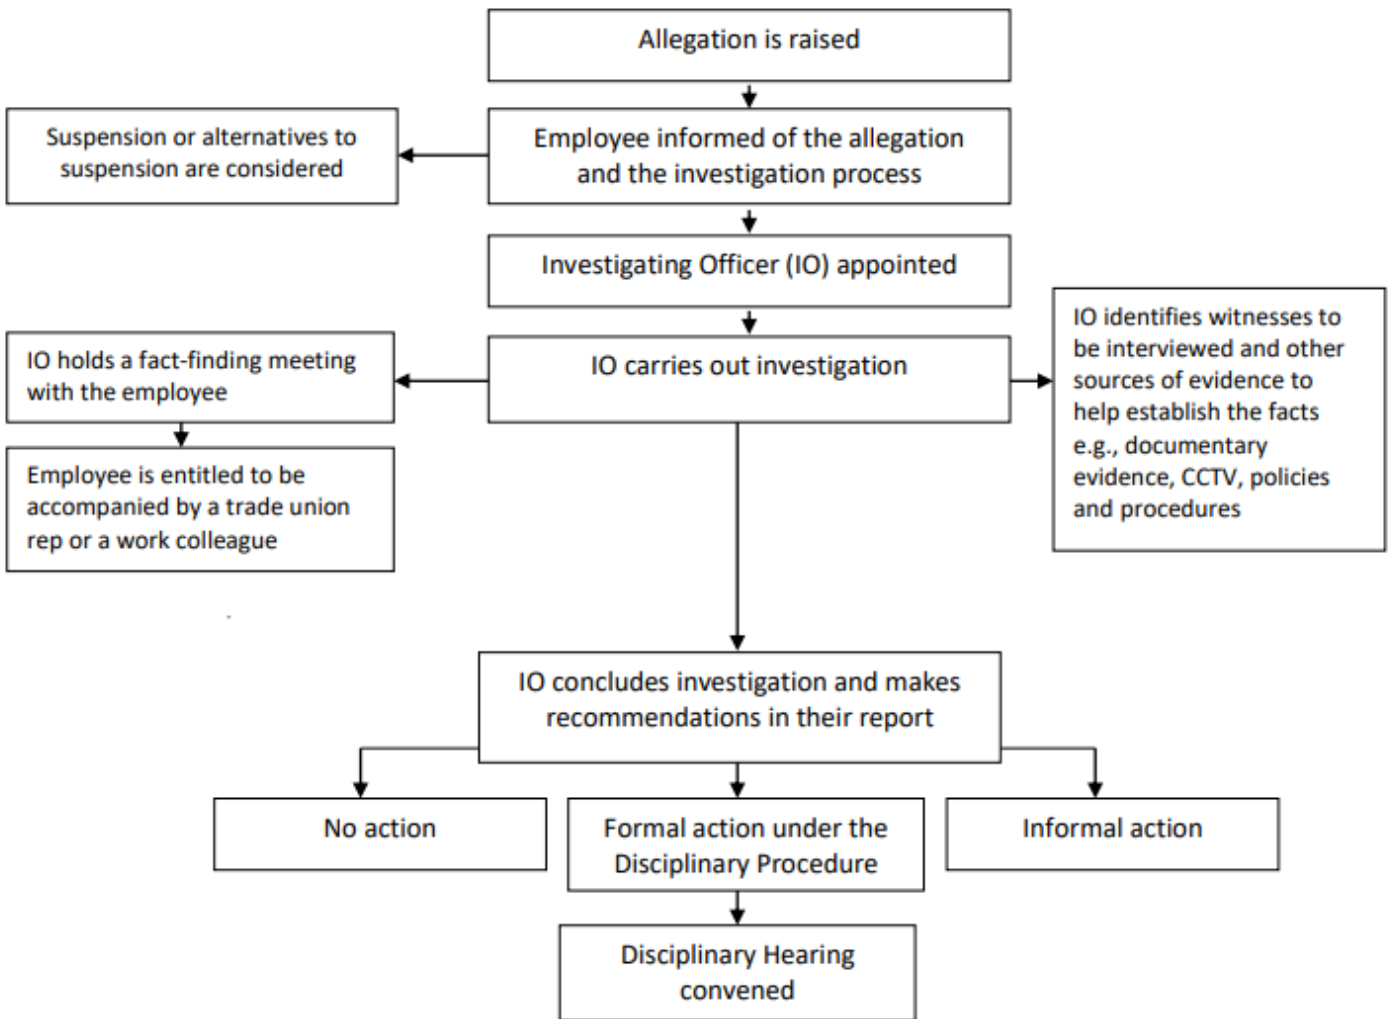 Allegation is raised
Suspension or alternatives to
suspension are considered
Employee informed of the allegation
and the investigation process
Investigating Officer (IO) appointed
IO holds a fact-finding meeting
with the employee
IO carries out investigation
IO identifies witnesses to
be interviewed and other
sources of evidence to
help establish the facts
e.g., documentary
evidence, CCTV, policies
and procedures
Employee is entitled to be
accompanied by a trade union
rep or a work colleague
IO concludes investigation and makes
recommendations in their report
No action
Formal action under the
Disciplinary Procedure
Informal action
Disciplinary Hearing
convened